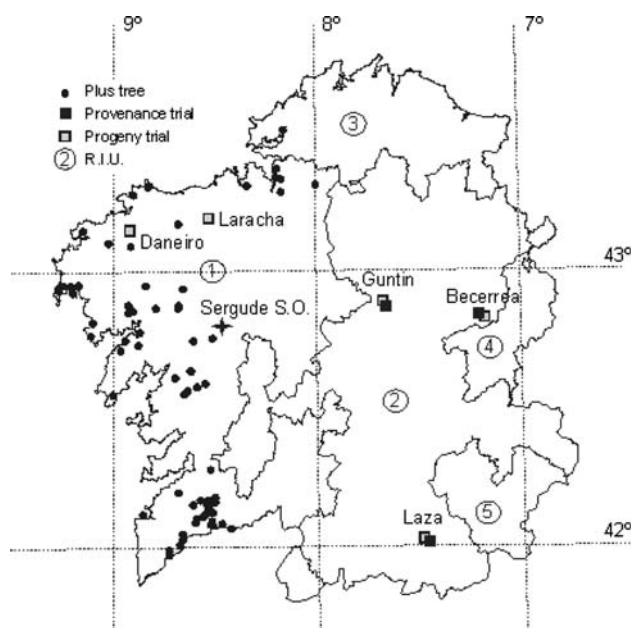 9º 8º 7º
Plus tree
Provenance trial
Progeny trial
2 R.I.U.
3
Laracha
Daneiro
1
43º
Guntín
Becerrea
Sergude S.O.
4
2
5
Laza
42º